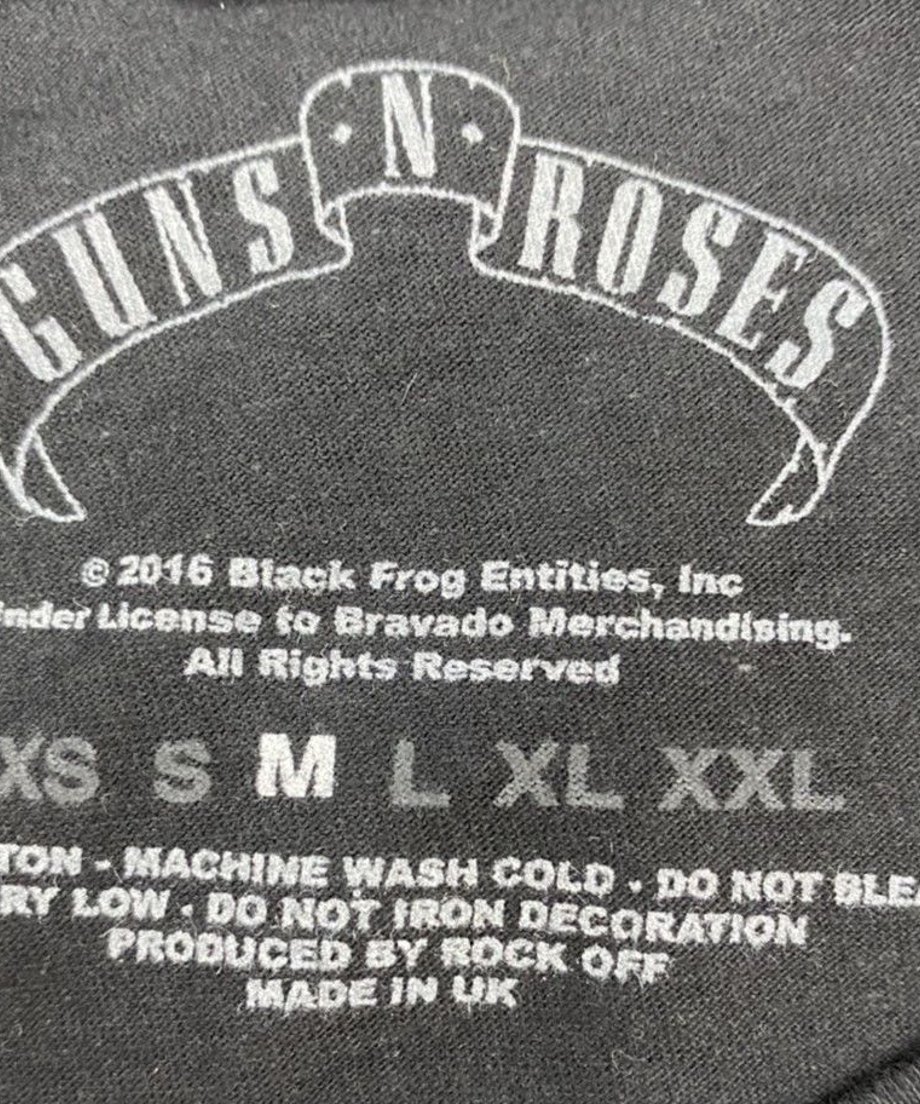 GUNS N ROSES
© 2016 Black Frog Entities, Inc
nder License to Bravado Merchandising.
All Rights Reserved
XS S M L XL XXL
TON - MACHINE WASH COLD - DO NOT BLE
RY LOW - DO NOT IRON DECORATION
PRODUCED BY ROCK OFF
MADE IN UK